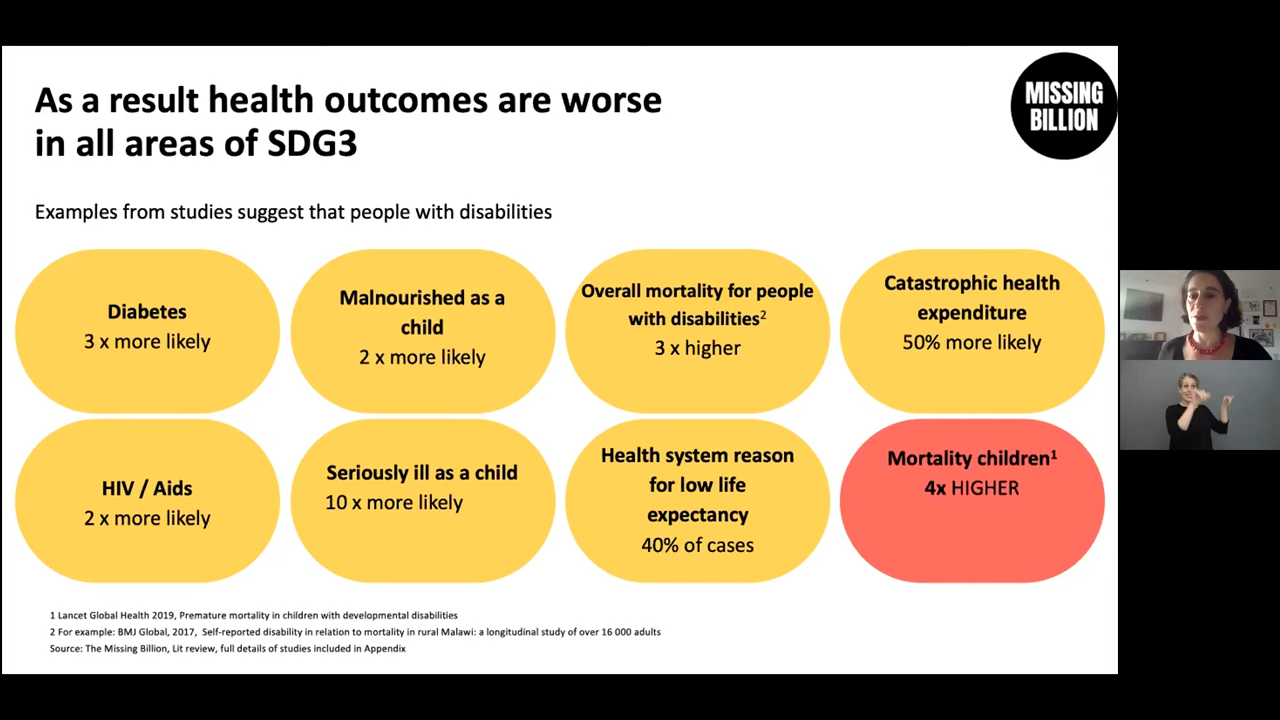 As a result health outcomes are worse
in all areas of SDG3
MISSING
BILLION
Examples from studies suggest that people with disabilities
Diabetes
3 x more likely
Malnourished as a
child
2 x more likely
Overall mortality for people
with disabilities2
3 x higher
Catastrophic health
expenditure
50% more likely
HIV / Aids
2 x more likely
Seriously ill as a child
10 x more likely
Health system reason
for low life
expectancy
40% of cases
Mortality children1
4x HIGHER
1 Lancet Global Health 2019, Premature mortality in children with developmental disabilities
2 For example: BMJ Global, 2017, Self-reported disability in relation to mortality in rural Malawi: a longitudinal study of over 16 000 adults
Source: The Missing Billion, Lit review, full details of studies included in Appendix